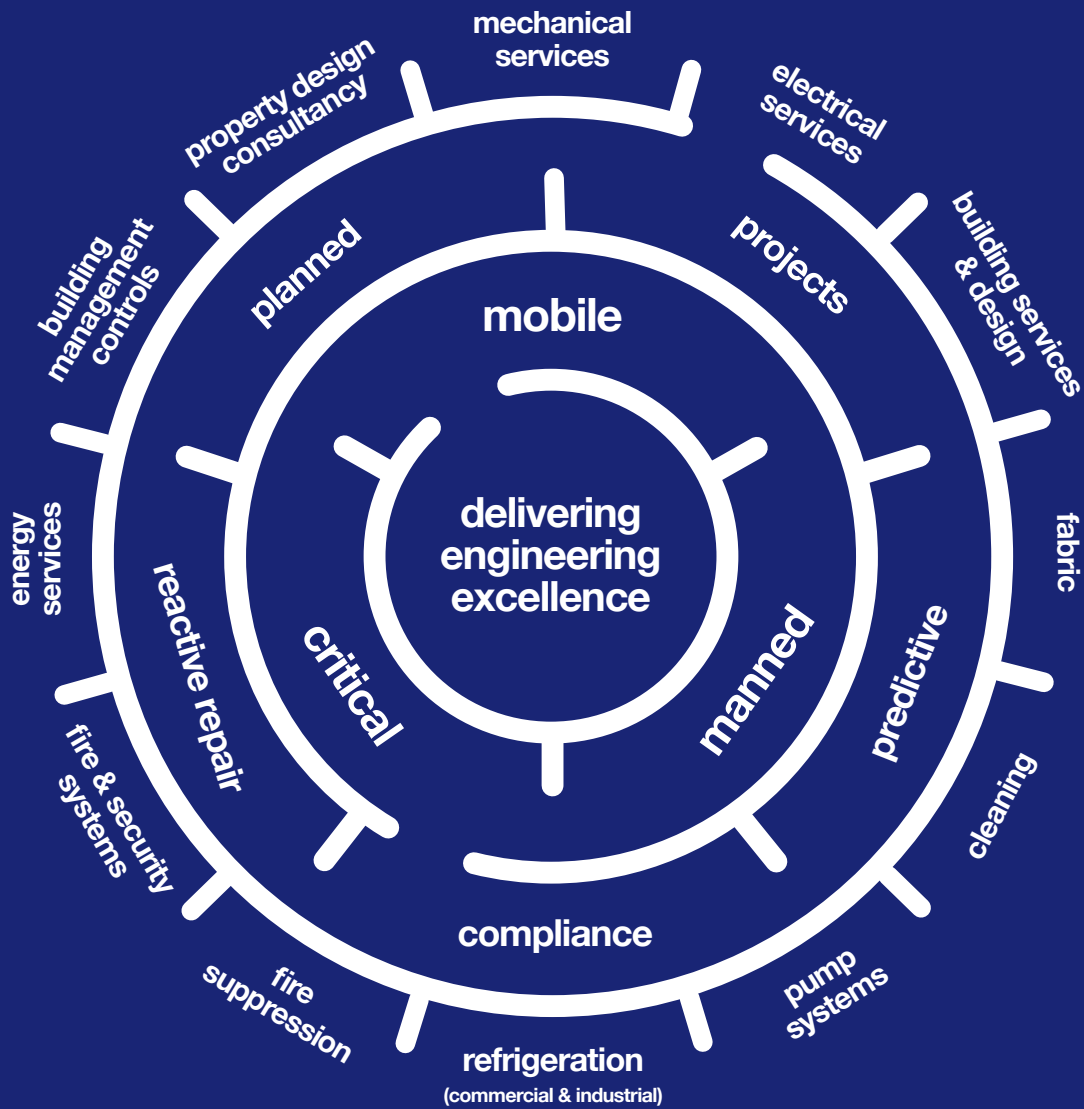 mechanical
services
electrical
services
building services
& design
fabric
cleaning
pump
systems
refrigeration
(commercial & industrial)
fire
suppression
fire & security
systems
energy
services
building
management
controls
property design
consultancy
planned
projects
predictive
compliance
reactive repair
mobile
manned
critical
delivering
engineering
excellence